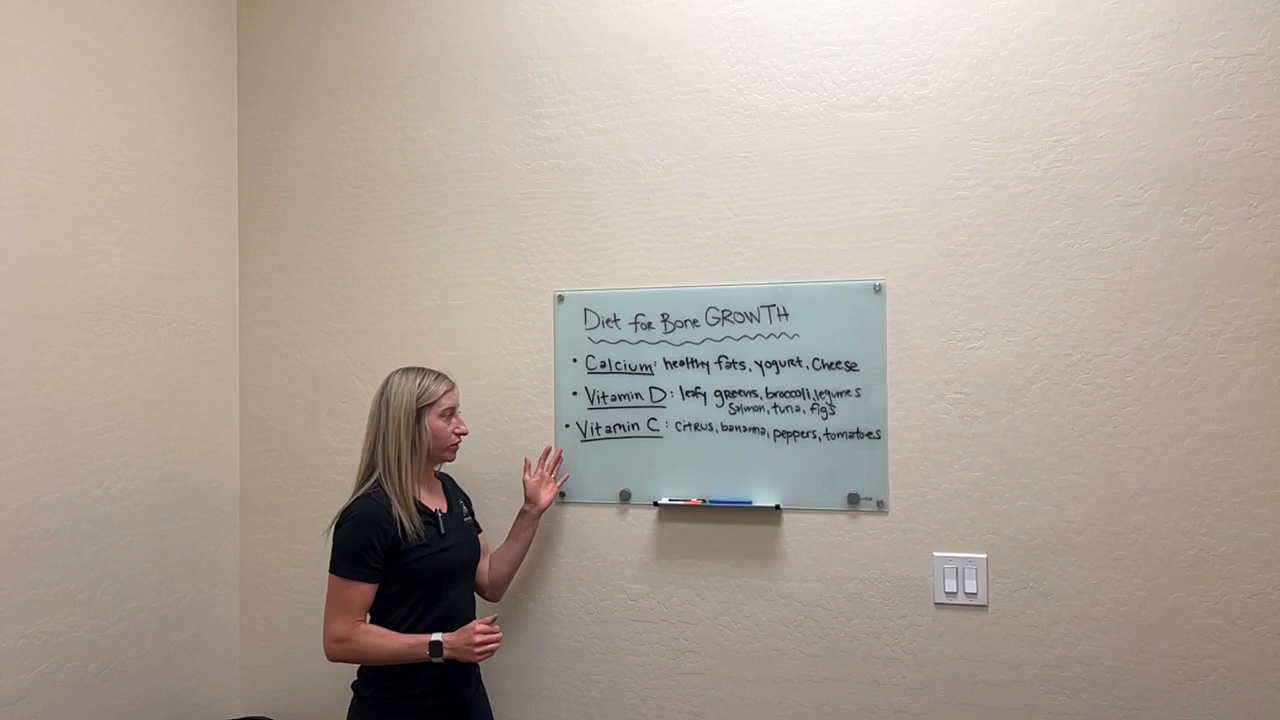 Diet for Bone GROWTH
• Calcium: healthy fats, yogurt, Cheese
• Vitamin D: leafy greens, broccoli, legumes
Salmon, tuna, figs
• Vitamin C: citrus, banana, peppers, tomatoes